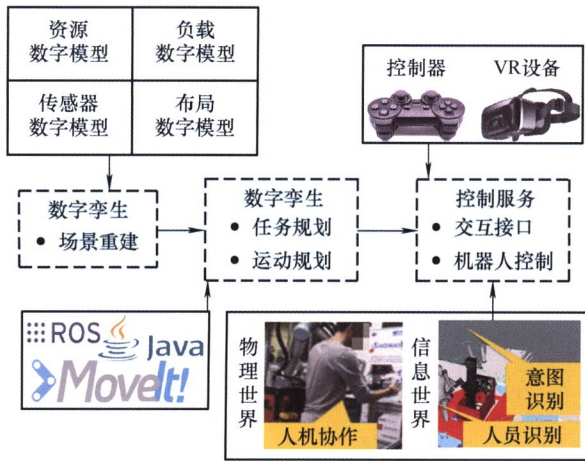 资源
数字模型
负载
数字模型
传感器
数字模型
布局
数字模型
控制器
VR设备
数字孪生
● 场景重建
数字孪生
● 任务规划
● 运动规划
控制服务
● 交互接口
● 机器人控制
ROS
Java
MoveIt!
物理世界
人机协作
信息世界
意图
识别
人员识别